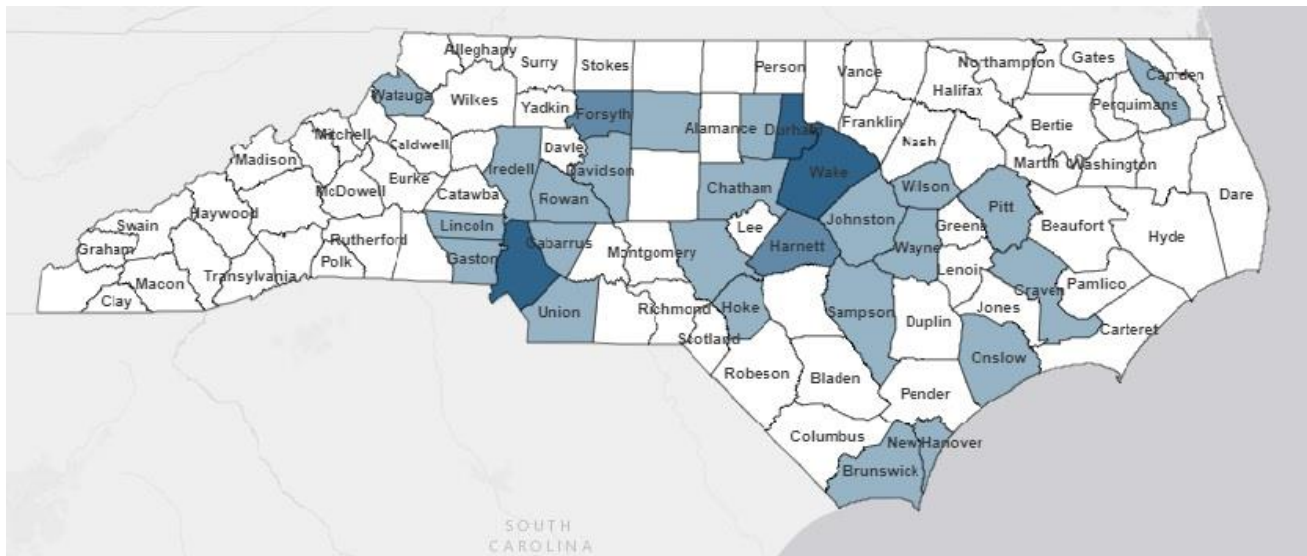 Alleghany
Surry
Stokes
Person
Vance
Northampton
Gates
Camden
Watauga
Wilkes
Yadkin
Forsyth
Alamance
Durham
Franklin
Halifax
Perquimans
Bertie
Mitchell
Caldwell
Davie
Nash
Madison
Iredell
Davidson
Wake
Martin
Washington
McDowell
Burke
Catawba
Rowan
Chatham
Wilson
Dare
Haywood
Pitt
Swain
Lincoln
Johnston
Beaufort
Graham
Rutherford
Cabarrus
Lee
Greene
Hyde
Polk
Gaston
Montgomery
Harnett
Wayne
Macon
Transylvania
Lenoir
Craven
Pamlico
Clay
Union
Richmond
Hoke
Sampson
Duplin
Jones
Carteret
Scotland
Onslow
Robeson
Bladen
Pender
Columbus
New Hanover
Brunswick
SOUTH
CAROLINA